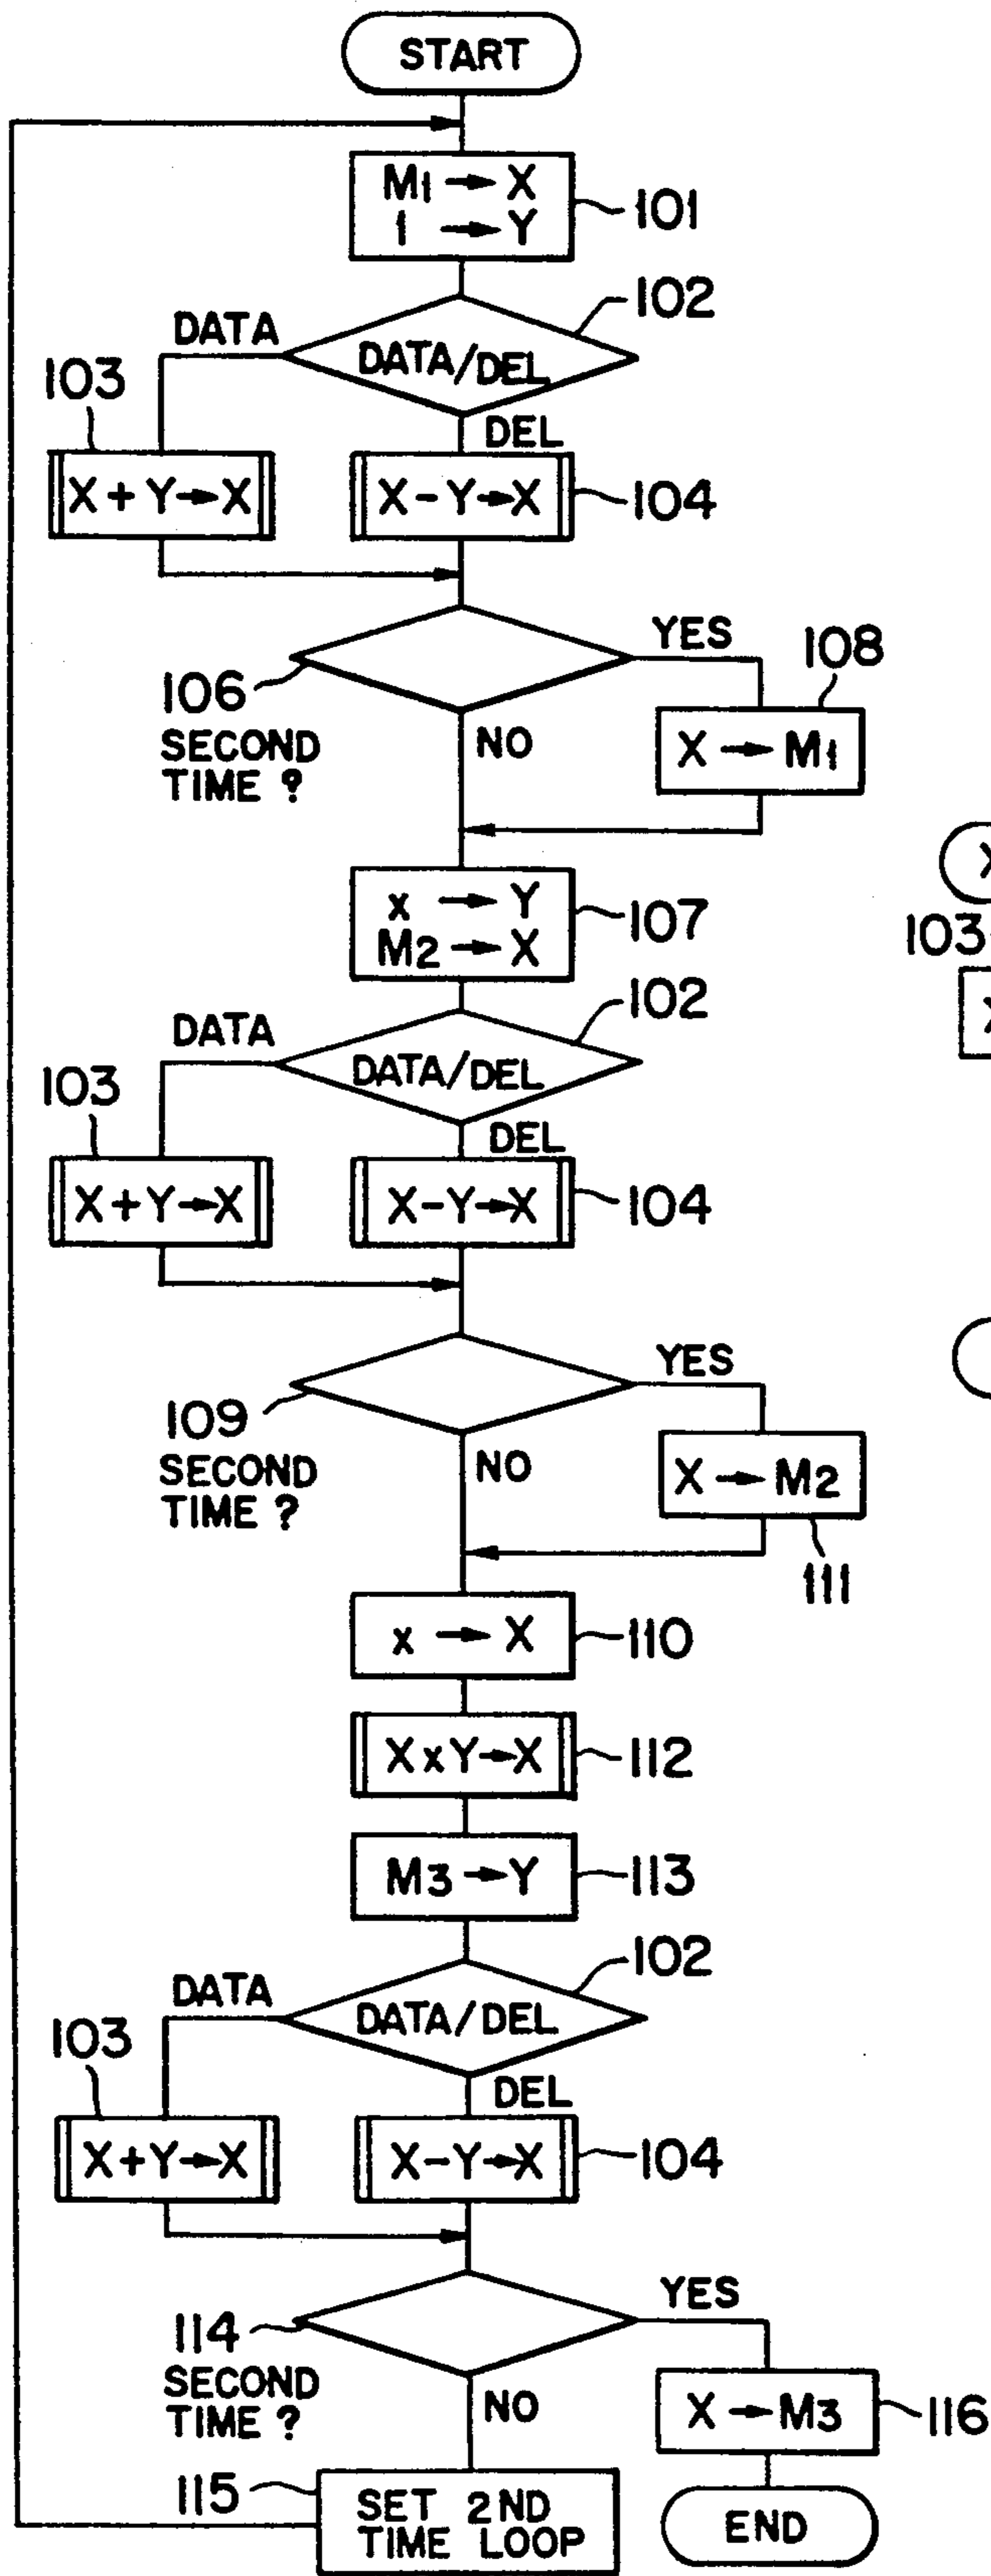 START
M1 → X
1 → Y
101
102
DATA
DATA/DEL
103
DEL
X + Y → X
X - Y → X
104
YES
108
106
SECOND
TIME ?
NO
X → M1
x → Y
M2 → X
107
X
103
X
102
DATA
DATA/DEL
103
DEL
X + Y → X
X - Y → X
104
YES
109
SECOND
TIME ?
NO
X → M2
111
x → X
110
X x Y → X
112
M3 → Y
113
102
DATA
DATA/DEL
103
DEL
X + Y → X
X - Y → X
104
YES
114
SECOND
TIME ?
NO
X → M3
116
115
SET 2ND
TIME LOOP
END